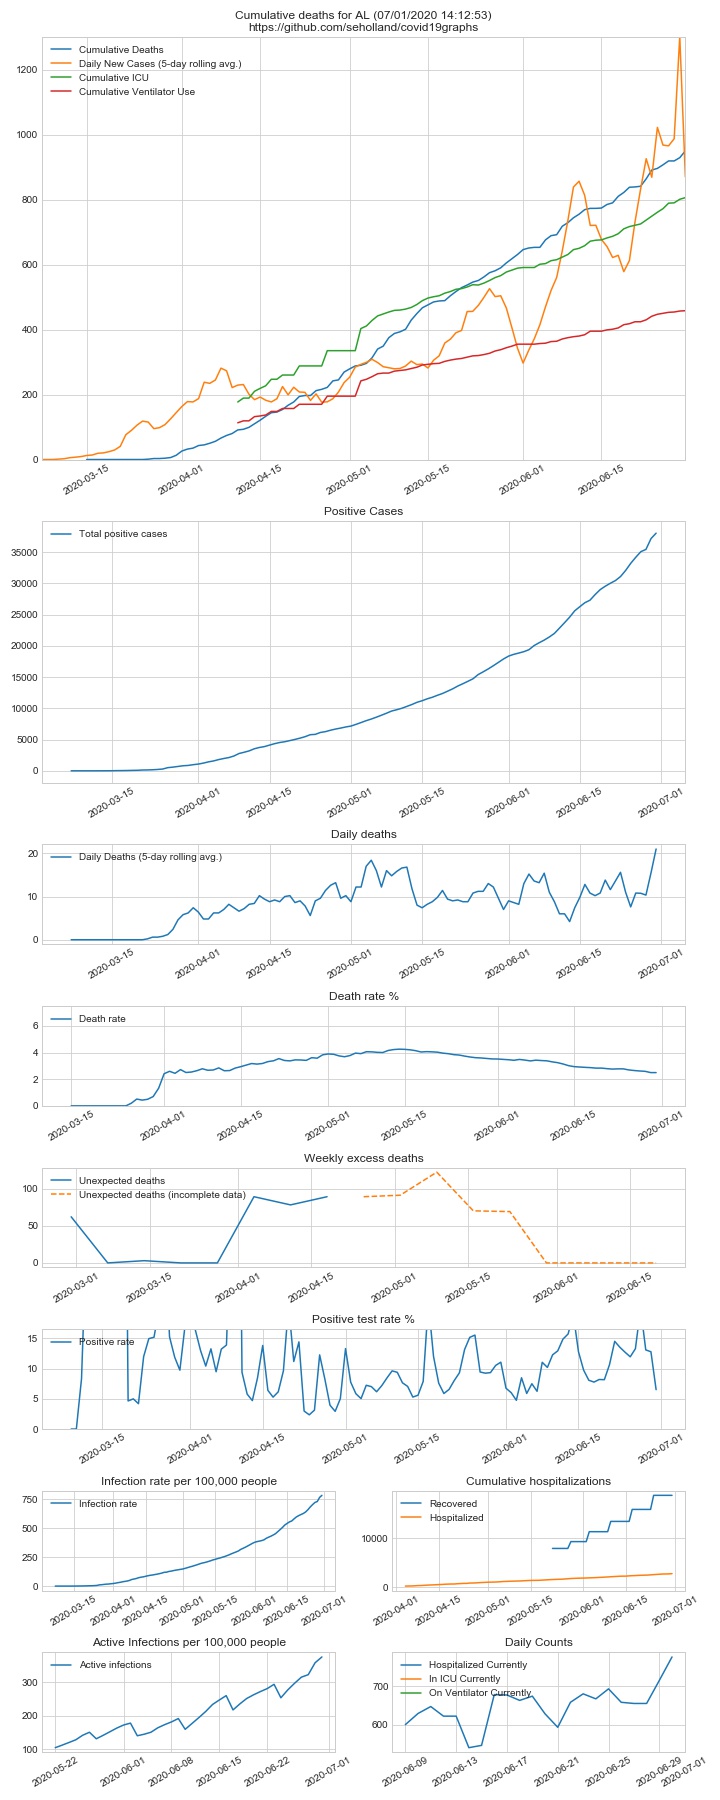 Cumulative deaths for AL (07/01/2020 14:12:53)
https://github.com/seholland/covid19graphs
Cumulative Deaths
Daily New Cases (5-day rolling avg.)
Cumulative ICU
Cumulative Ventilator Use
1200
1000
800
600
400
200
0
2020-03-15 2020-04-01 2020-04-15 2020-05-01 2020-05-15 2020-06-01 2020-06-15
Positive Cases
Total positive cases
35000
30000
25000
20000
15000
10000
5000
0
2020-03-15 2020-04-01 2020-04-15 2020-05-01 2020-05-15 2020-06-01 2020-06-15 2020-07-01
Daily deaths
Daily Deaths (5-day rolling avg.)
20
10
0
2020-03-15 2020-04-01 2020-04-15 2020-05-01 2020-05-15 2020-06-01 2020-06-15 2020-07-01
Death rate %
Death rate
6
4
2
0
2020-03-15 2020-04-01 2020-04-15 2020-05-01 2020-05-15 2020-06-01 2020-06-15 2020-07-01
Weekly excess deaths
Unexpected deaths
Unexpected deaths (incomplete data)
100
50
0
2020-03-01 2020-03-15 2020-04-01 2020-04-15 2020-05-01 2020-05-15 2020-06-01 2020-06-15
Positive test rate %
Positive rate
15
10
5
0
2020-03-15 2020-04-01 2020-04-15 2020-05-01 2020-05-15 2020-06-01 2020-06-15 2020-07-01
Infection rate per 100,000 people
Infection rate
750
500
250
0
2020-03-15 2020-04-01 2020-04-15 2020-05-01 2020-05-15 2020-06-01 2020-06-15 2020-07-01
Cumulative hospitalizations
Recovered
Hospitalized
10000
0
2020-04-01 2020-04-15 2020-05-01 2020-05-15 2020-06-01 2020-06-15 2020-07-01
Active Infections per 100,000 people
Active infections
300
200
100
2020-05-22 2020-06-01 2020-06-08 2020-06-15 2020-06-22 2020-07-01
Daily Counts
Hospitalized Currently
In ICU Currently
On Ventilator Currently
700
600
2020-06-09 2020-06-13 2020-06-17 2020-06-21 2020-06-25 2020-06-29 2020-07-01